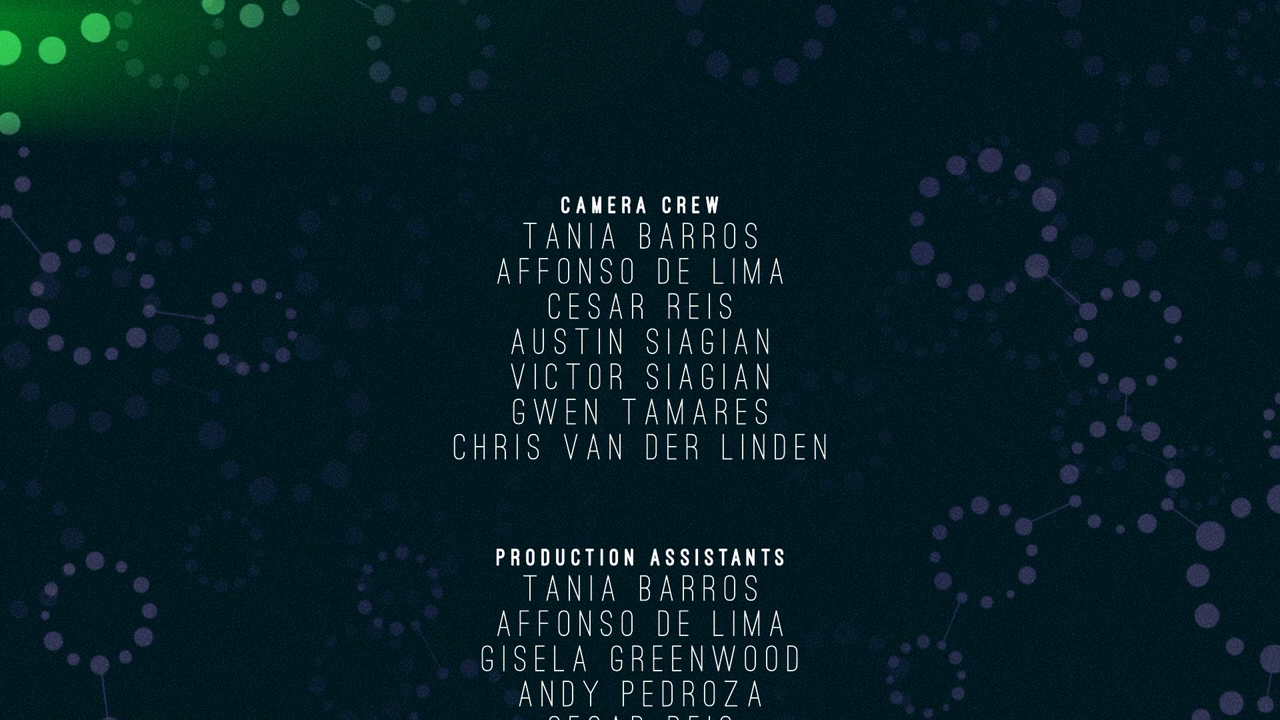 CAMERA CREW
TANIA BARROS
AFFONSO DE LIMA
CESAR REIS
AUSTIN SIAGIAN
VICTOR SIAGIAN
GWEN TAMARES
CHRIS VAN DER LINDEN
PRODUCTION ASSISTANTS
TANIA BARROS
AFFONSO DE LIMA
GISELA GREENWOOD
ANDY PEDROZA